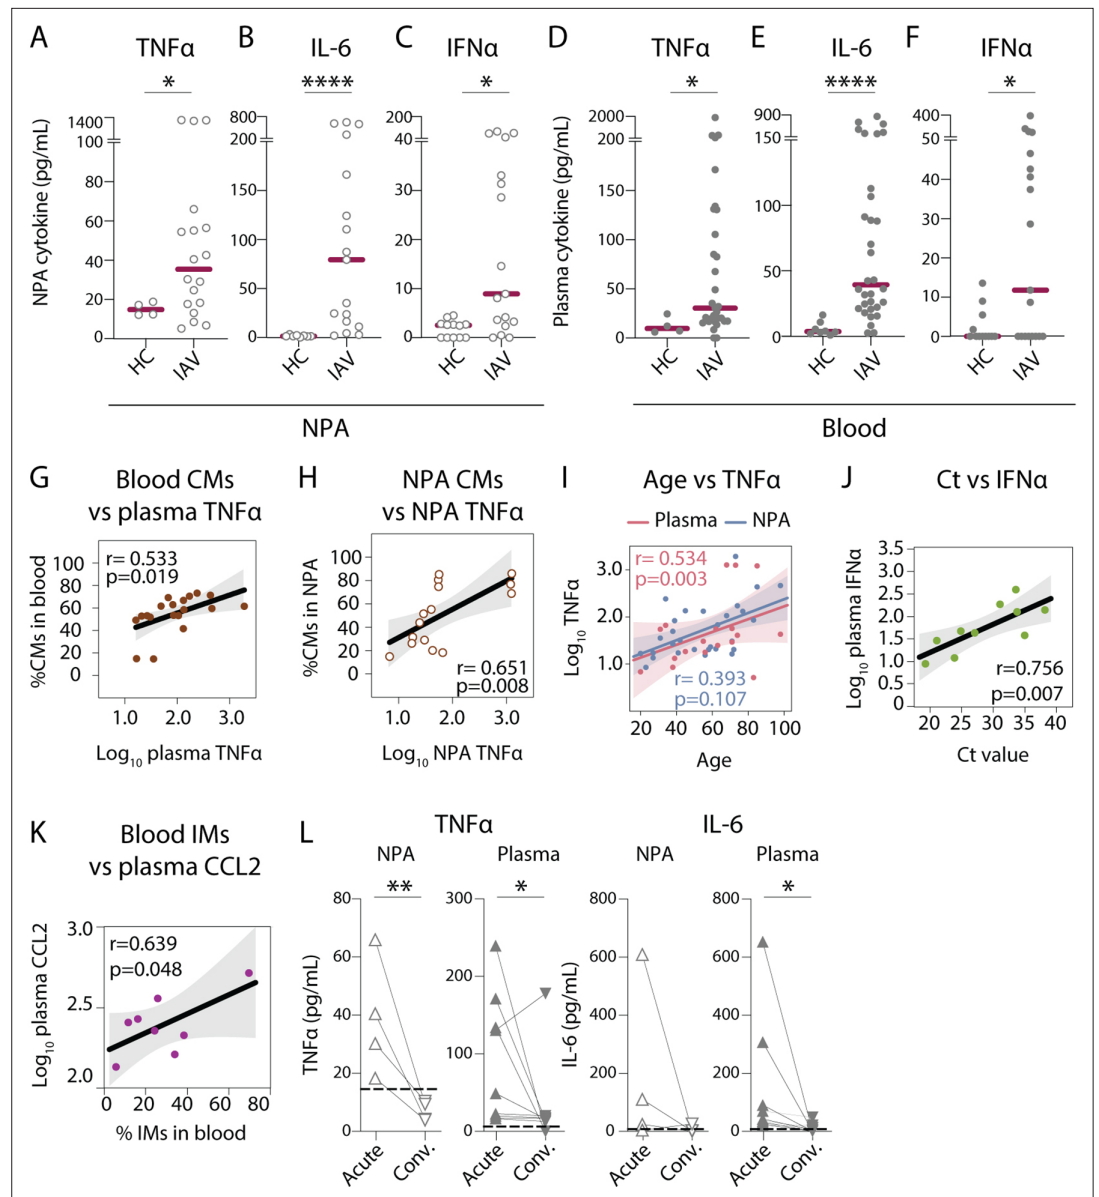 A TNFα B IL-6 C IFNα D TNFα E IL-6 F IFNα
* **** * * **** *
NPA cytokine (pg/mL)
1400
100
80
60
40
20
0
HC IAV
800
200
200
150
100
50
0
HC IAV
200
40
30
20
10
0
HC IAV
Plasma cytokine (pg/mL)
2000
200
200
150
100
50
0
HC IAV
900
150
100
50
0
HC IAV
400
50
40
30
20
10
0
HC IAV
NPA
Blood
G Blood CMs
vs plasma TNFα
r= 0.533
p=0.019
%CMs in blood
100
80
60
40
20
0
1.0 2.0 3.0
Log10 plasma TNFα
H NPA CMs
vs NPA TNFα
%CMs in NPA
100
80
60
40
20
0
r= 0.651
p=0.008
1.0 2.0 3.0
Log10 NPA TNFα
I Age vs TNFα
Plasma NPA
r= 0.534
p=0.003
Log10 TNFα
3.0
2.0
1.0
r= 0.393
p=0.107
20 40 60 80 100
Age
J Ct vs IFNα
Log10 plasma IFNα
3.5
3.0
2.5
2.0
1.5
1.0
0.5
0
r=0.756
p=0.007
20 25 30 35 40
Ct value
K Blood IMs
vs plasma CCL2
Log10 plasma CCL2
3.0
2.5
2.0
r=0.639
p=0.048
0 20 40 60 80
% IMs in blood
L TNFα IL-6
NPA Plasma NPA Plasma
** * *
TNFα (pg/mL)
80
60
40
20
0
Acute Conv.
300
200
100
0
Acute Conv.
IL-6 (pg/mL)
800
600
400
200
0
Acute Conv.
800
600
400
200
0
Acute Conv.